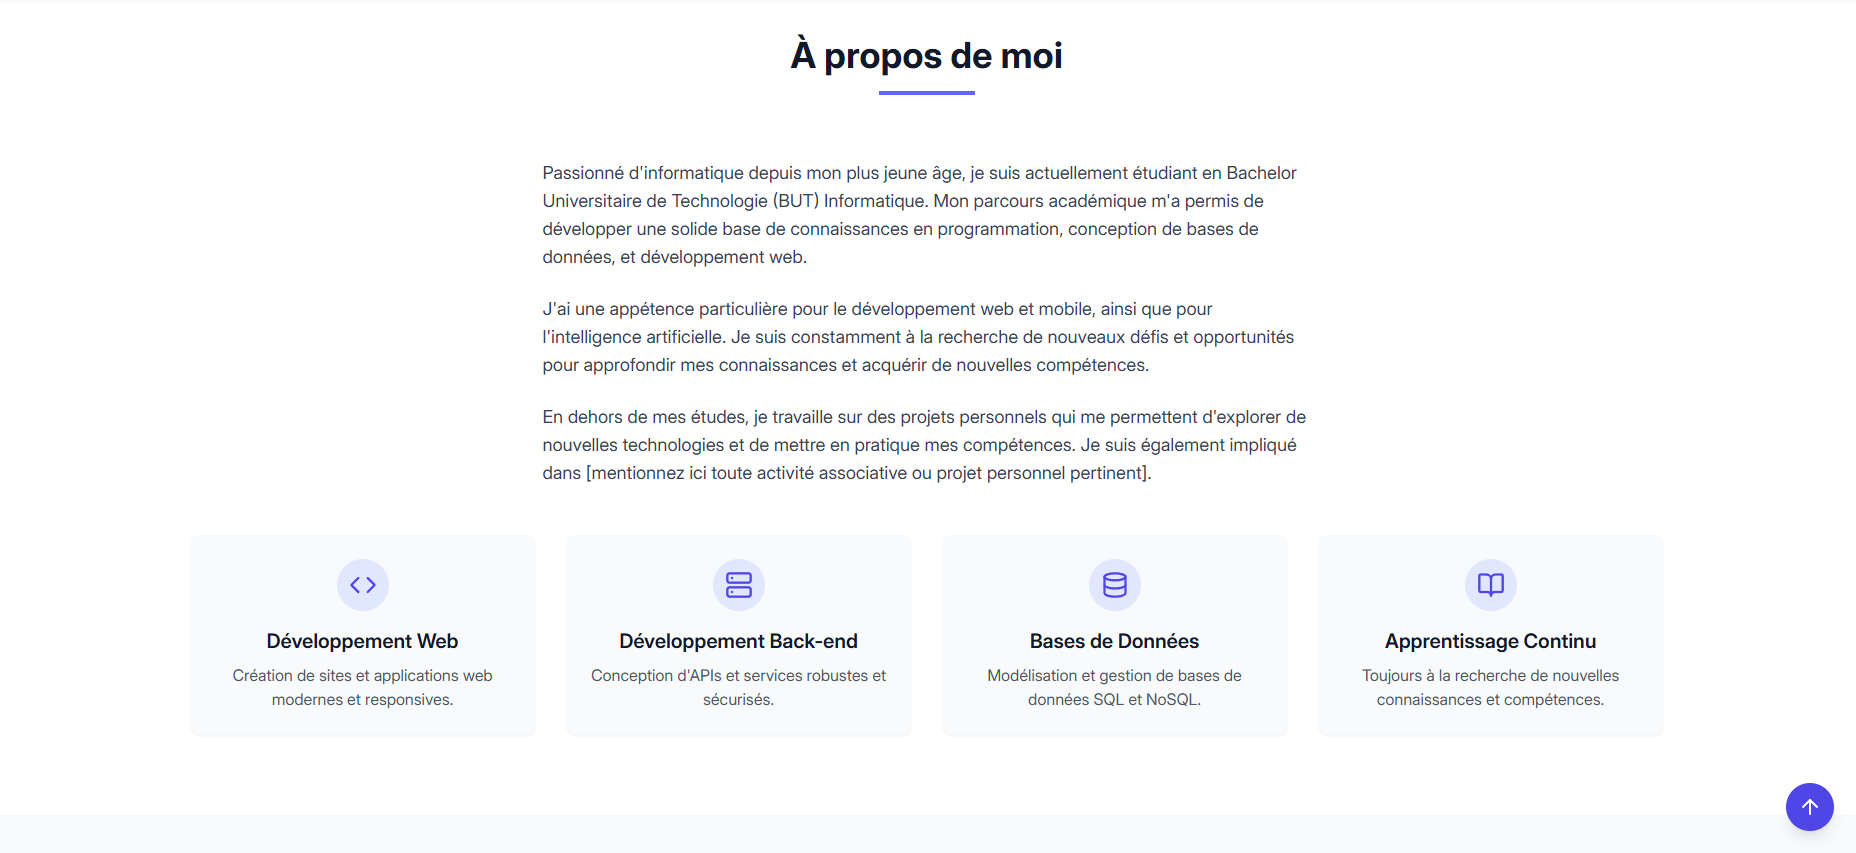 À propos de moi
Passionné d'informatique depuis mon plus jeune âge, je suis actuellement étudiant en Bachelor
Universitaire de Technologie (BUT) Informatique. Mon parcours académique m'a permis de
développer une solide base de connaissances en programmation, conception de bases de
données, et développement web.
J'ai une appétence particulière pour le développement web et mobile, ainsi que pour
l'intelligence artificielle. Je suis constamment à la recherche de nouveaux défis et opportunités
pour approfondir mes connaissances et acquérir de nouvelles compétences.
En dehors de mes études, je travaille sur des projets personnels qui me permettent d'explorer de
nouvelles technologies et de mettre en pratique mes compétences. Je suis également impliqué
dans [mentionnez ici toute activité associative ou projet personnel pertinent].
Développement Web
Création de sites et applications web
modernes et responsives.
Développement Back-end
Conception d'APIs et services robustes et
sécurisés.
Bases de Données
Modélisation et gestion de bases de
données SQL et NoSQL.
Apprentissage Continu
Toujours à la recherche de nouvelles
connaissances et compétences.